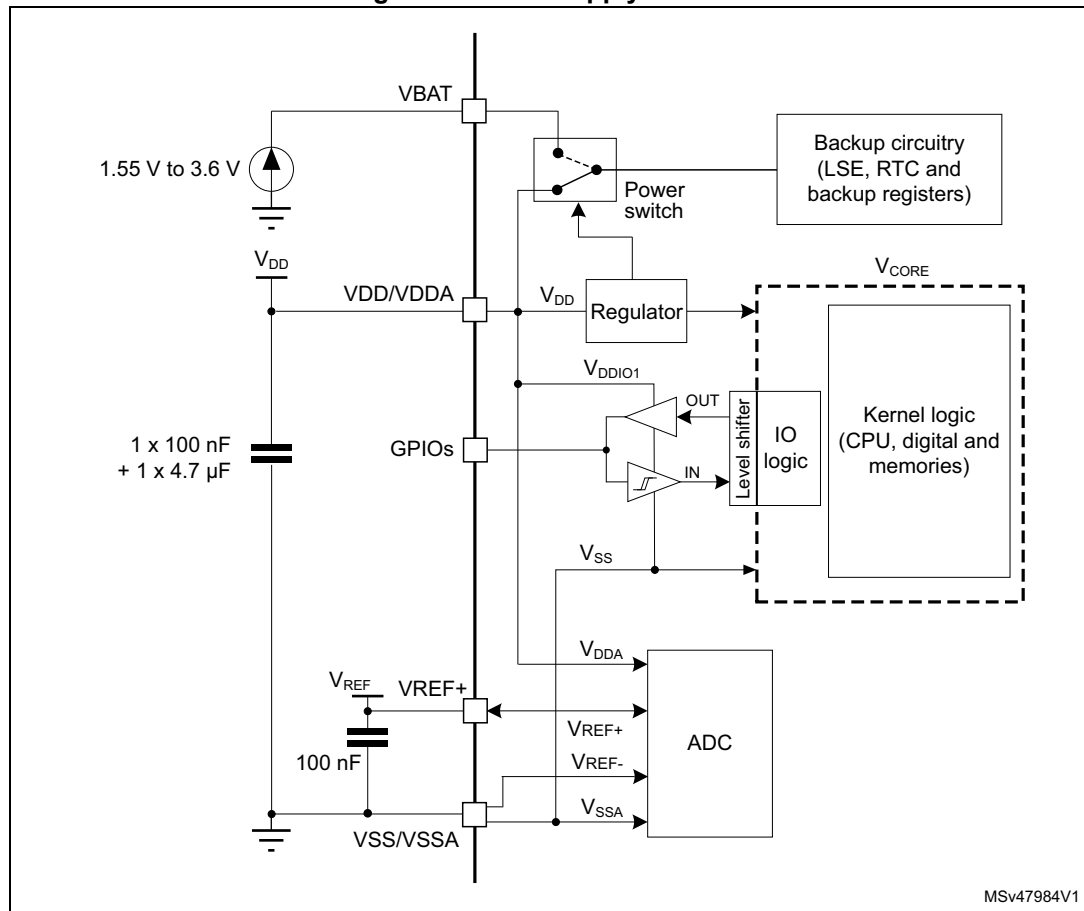 VBAT
1.55 V to 3.6 V
Power
switch
Backup circuitry
(LSE, RTC and
backup registers)
VDD
VDD/VDDA
VDD
Regulator
VCORE
VDDIO1
OUT
GPIOs
IN
Level shifter
IO
logic
Kernel logic
(CPU, digital and
memories)
1 x 100 nF
+ 1 x 4.7 µF
VSS
VDDA
VREF
VREF+
VREF+
100 nF
VREF-
ADC
VSSA
VSS/VSSA
MSv47984V1